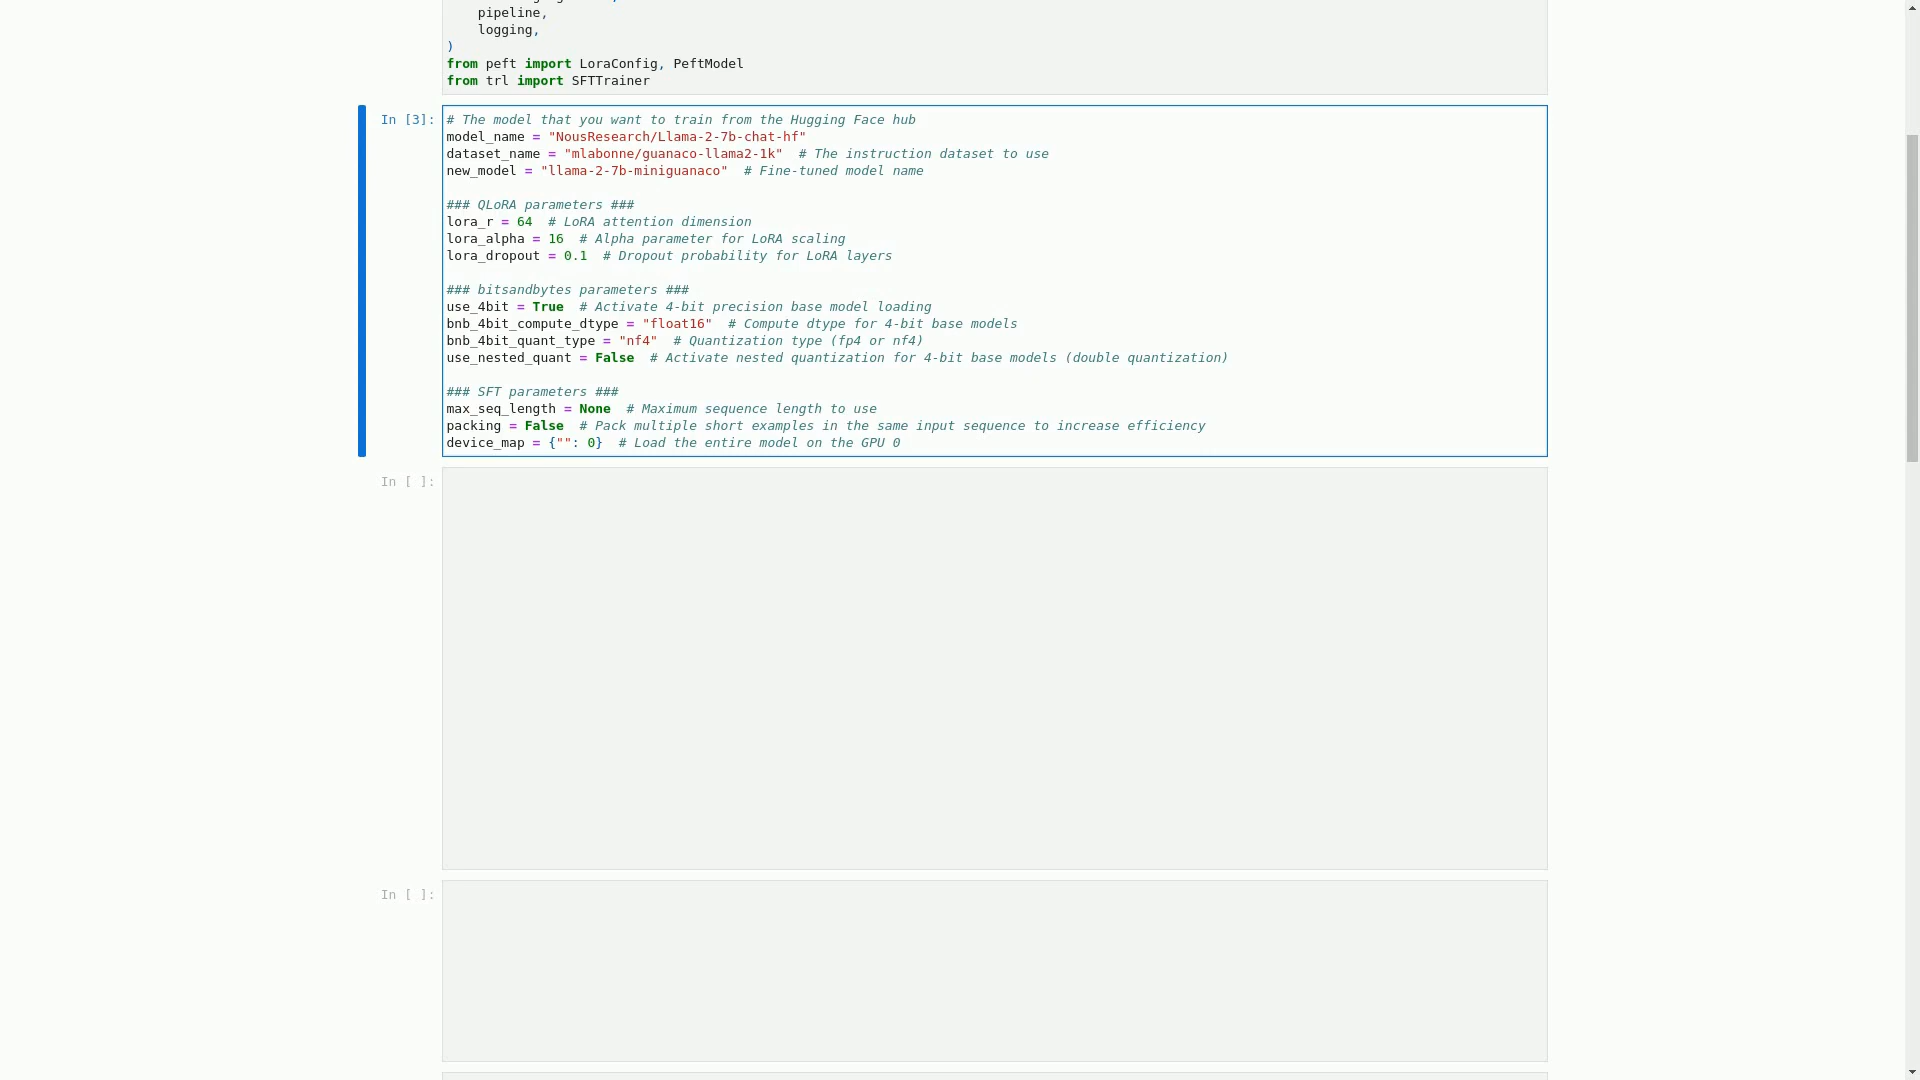 pipeline,
logging,
)
from peft import LoraConfig, PeftModel
from trl import SFTTrainer
In [3]:
# The model that you want to train from the Hugging Face hub
model_name = "NousResearch/Llama-2-7b-chat-hf"
dataset_name = "mlabonne/guanaco-llama2-1k"  # The instruction dataset to use
new_model = "llama-2-7b-miniguanaco"  # Fine-tuned model name
### QLoRA parameters ###
lora_r = 64  # LoRA attention dimension
lora_alpha = 16  # Alpha parameter for LoRA scaling
lora_dropout = 0.1  # Dropout probability for LoRA layers
### bitsandbytes parameters ###
use_4bit = True  # Activate 4-bit precision base model loading
bnb_4bit_compute_dtype = "float16"  # Compute dtype for 4-bit base models
bnb_4bit_quant_type = "nf4"  # Quantization type (fp4 or nf4)
use_nested_quant = False  # Activate nested quantization for 4-bit base models (double quantization)
### SFT parameters ###
max_seq_length = None  # Maximum sequence length to use
packing = False  # Pack multiple short examples in the same input sequence to increase efficiency
device_map = {"": 0}  # Load the entire model on the GPU 0
In [ ]:
In [ ]: